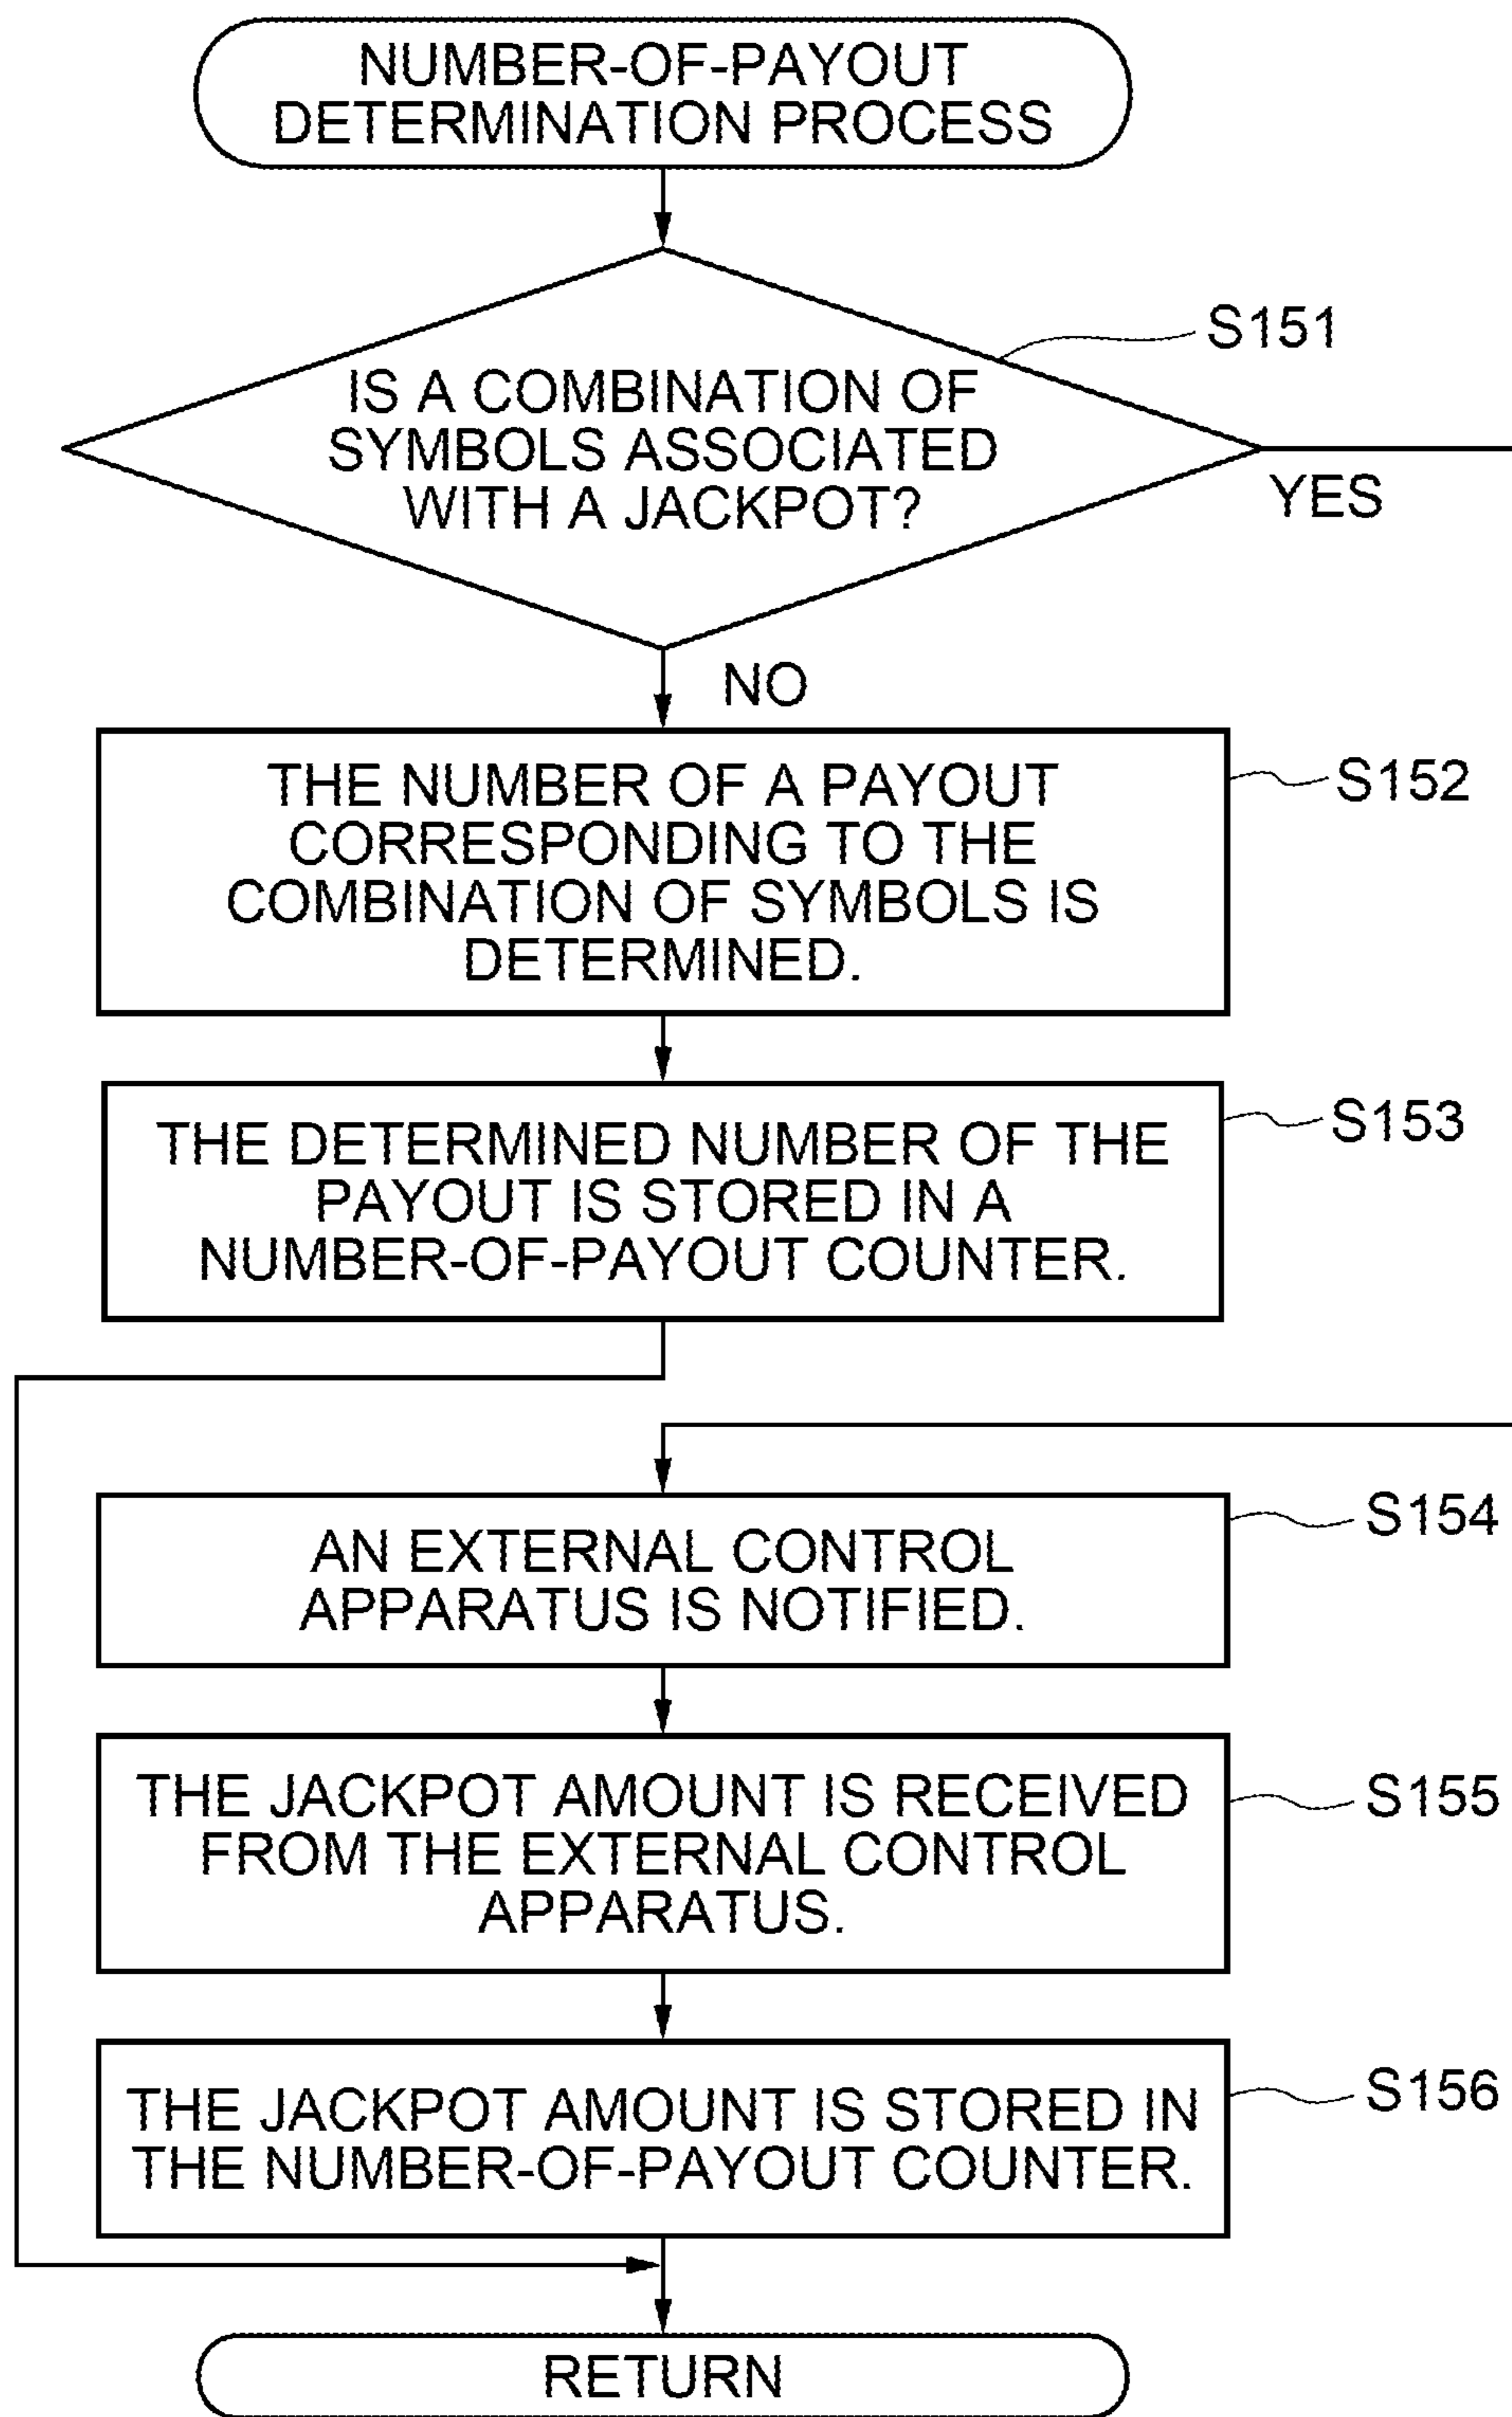 NUMBER-OF-PAYOUT
DETERMINATION PROCESS
S151
IS A COMBINATION OF
SYMBOLS ASSOCIATED
WITH A JACKPOT?
YES
NO
S152
THE NUMBER OF A PAYOUT
CORRESPONDING TO THE
COMBINATION OF SYMBOLS IS
DETERMINED.
S153
THE DETERMINED NUMBER OF THE
PAYOUT IS STORED IN A
NUMBER-OF-PAYOUT COUNTER.
S154
AN EXTERNAL CONTROL
APPARATUS IS NOTIFIED.
S155
THE JACKPOT AMOUNT IS RECEIVED
FROM THE EXTERNAL CONTROL
APPARATUS.
S156
THE JACKPOT AMOUNT IS STORED IN
THE NUMBER-OF-PAYOUT COUNTER.
RETURN